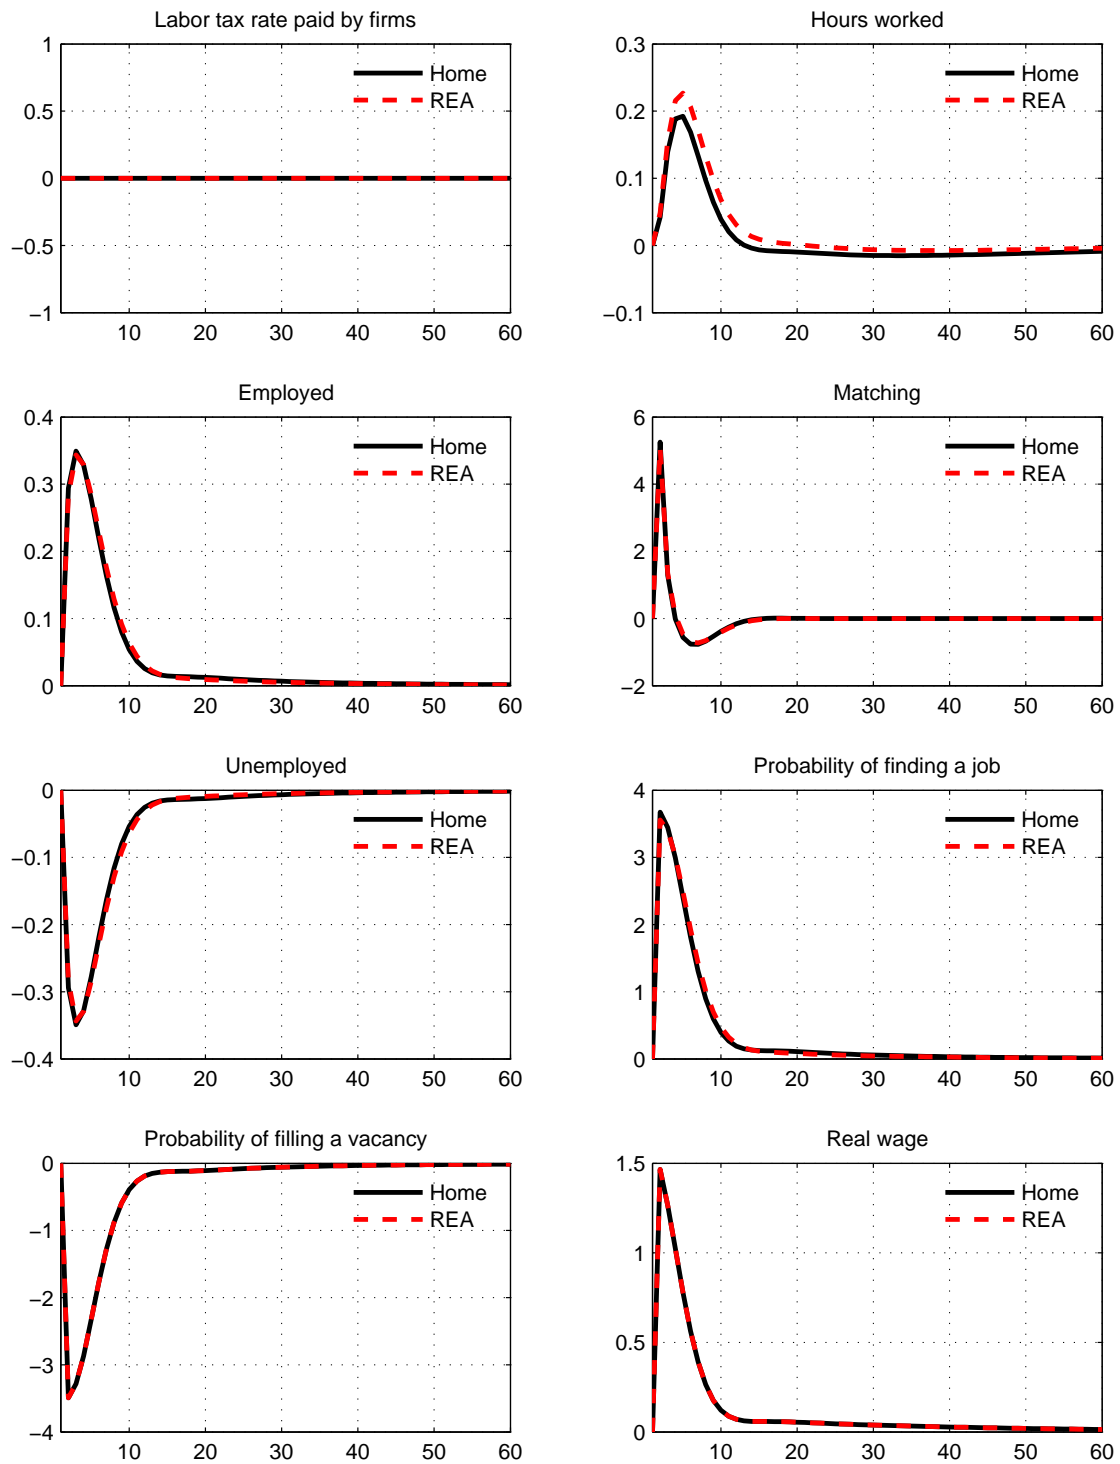 Labor tax rate paid by firms
1
0.5
0
−0.5
−1
10 20 30 40 50 60
Home
REA
Hours worked
0.3
0.2
0.1
0
−0.1
10 20 30 40 50 60
Home
REA
Employed
0.4
0.3
0.2
0.1
0
10 20 30 40 50 60
Home
REA
Matching
6
4
2
0
−2
10 20 30 40 50 60
Home
REA
Unemployed
0
−0.1
−0.2
−0.3
−0.4
10 20 30 40 50 60
Home
REA
Probability of finding a job
4
3
2
1
0
10 20 30 40 50 60
Home
REA
Probability of filling a vacancy
0
−1
−2
−3
−4
10 20 30 40 50 60
Home
REA
Real wage
1.5
1
0.5
0
10 20 30 40 50 60
Home
REA